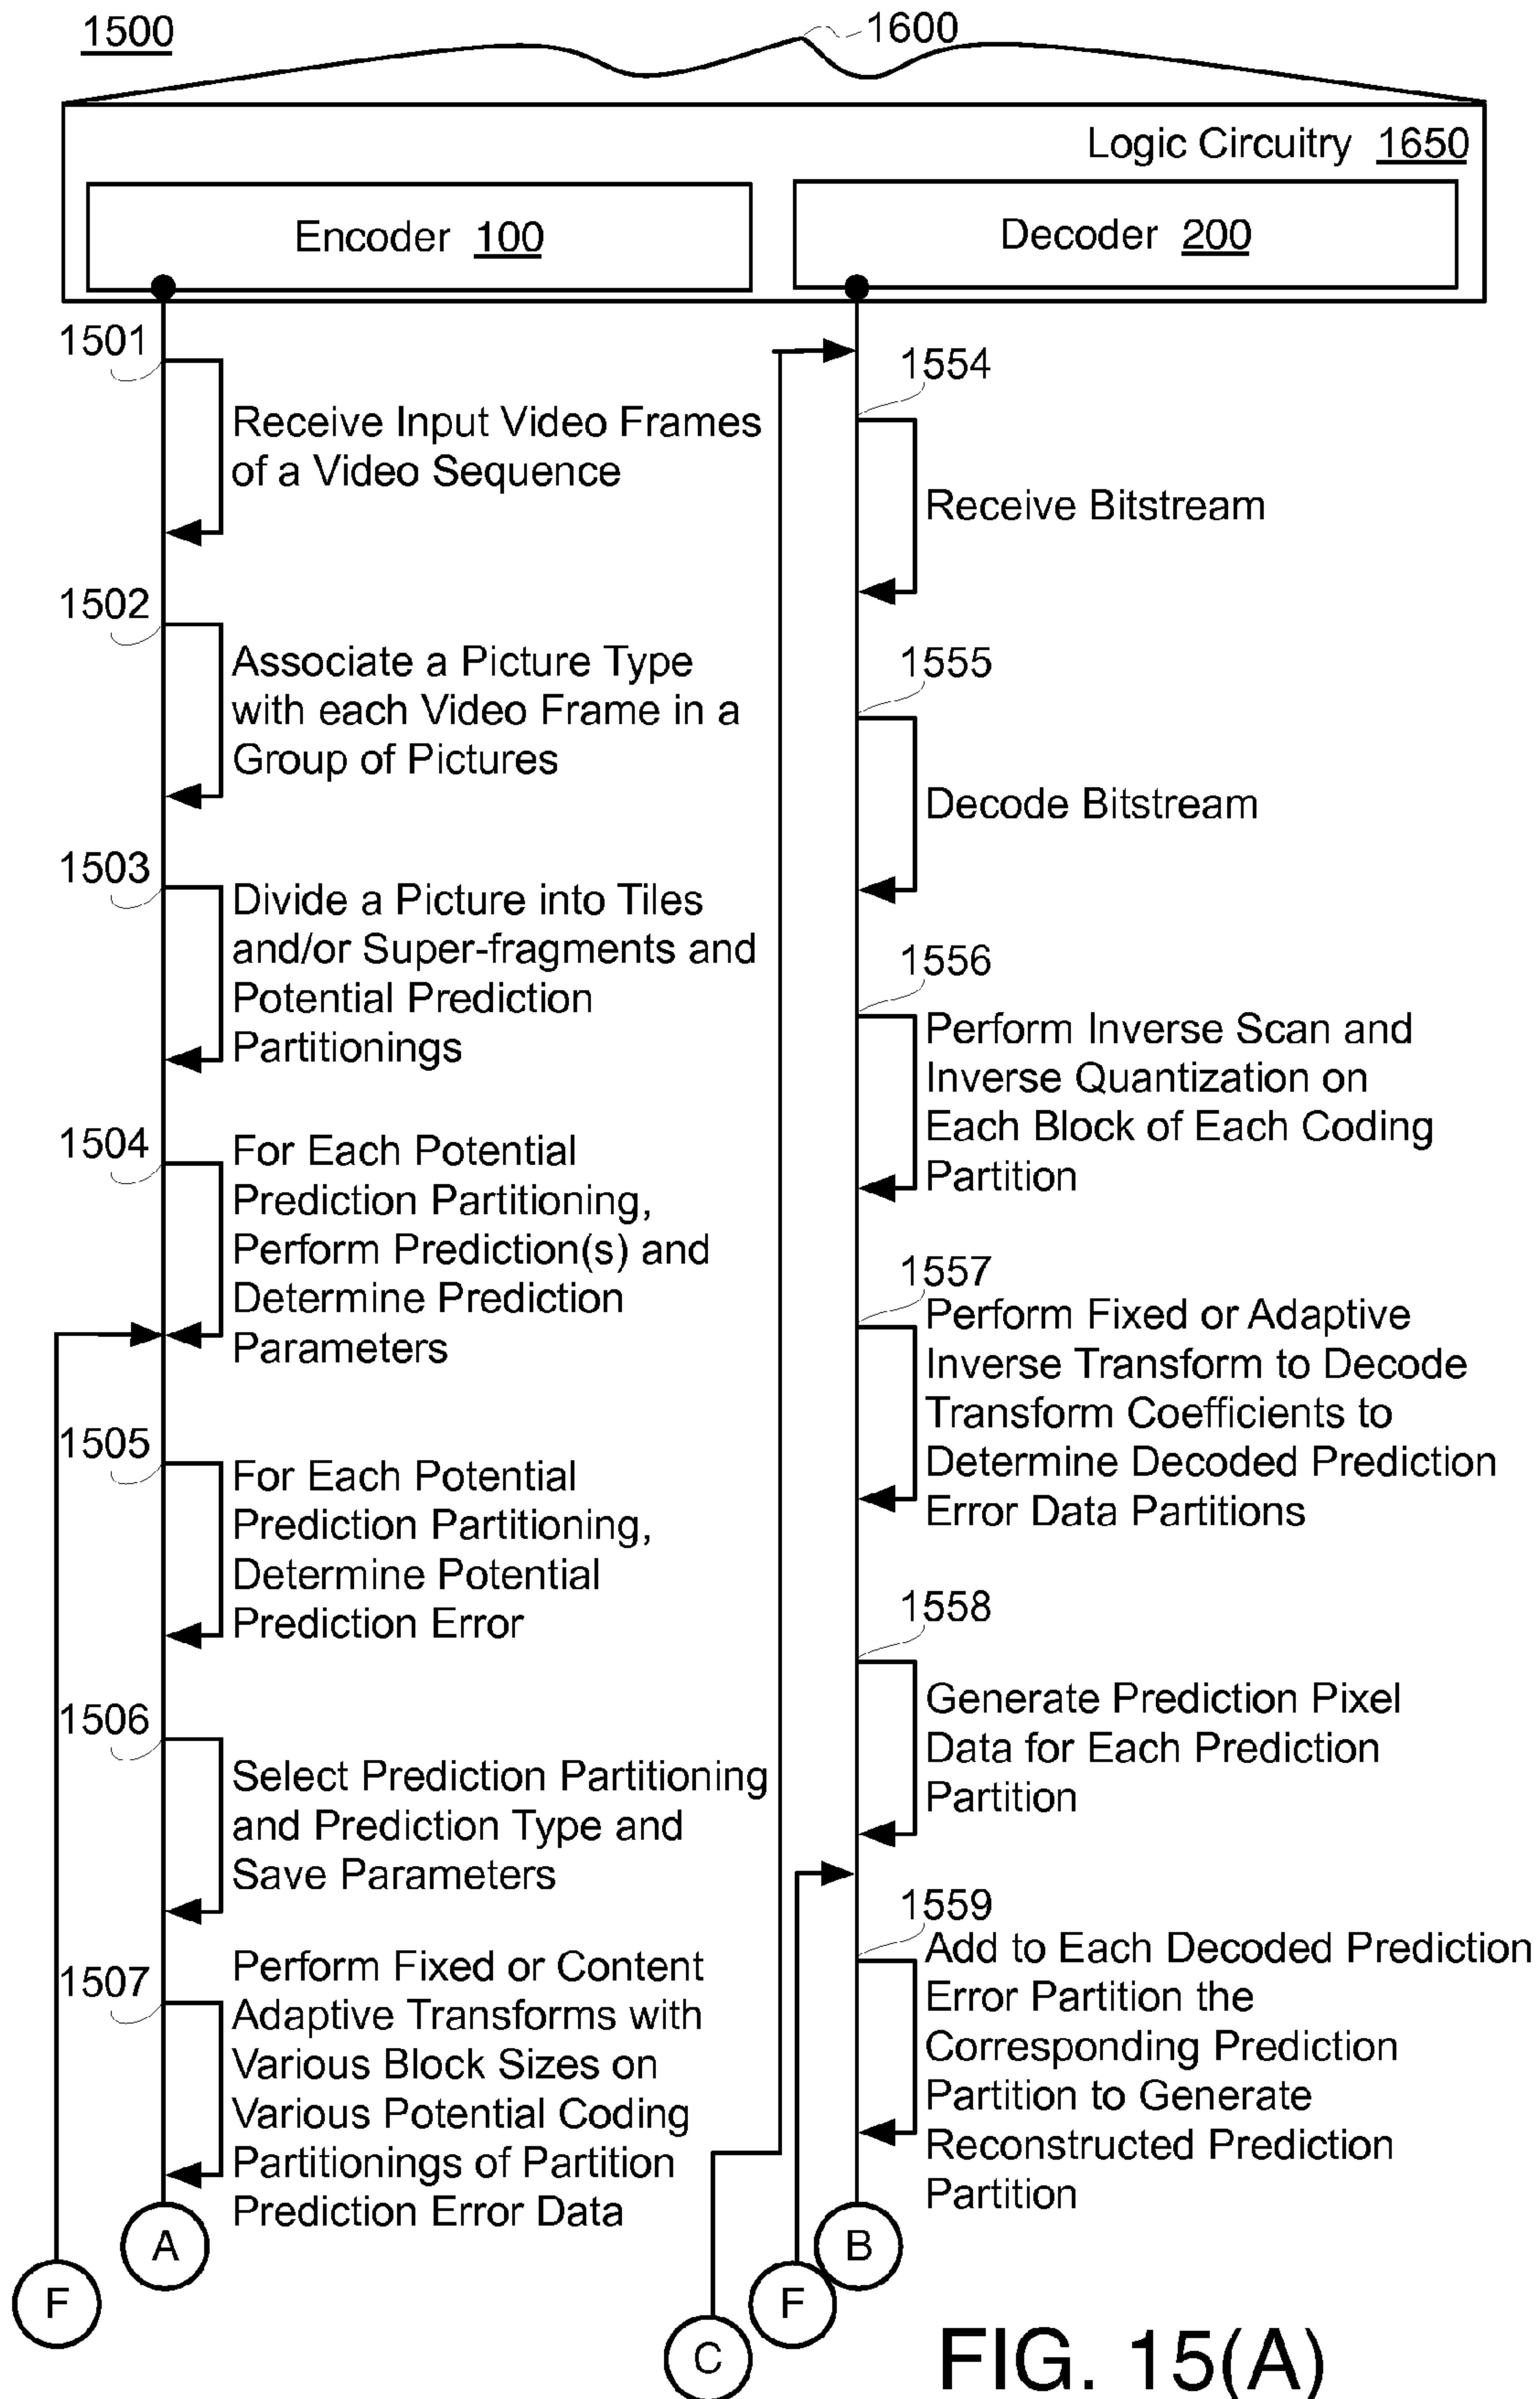 1500
1600
Logic Circuitry 1650
Encoder 100
Decoder 200
1501
Receive Input Video Frames
of a Video Sequence
1502
Associate a Picture Type
with each Video Frame in a
Group of Pictures
1503
Divide a Picture into Tiles
and/or Super-fragments and
Potential Prediction
Partitionings
1504
For Each Potential
Prediction Partitioning,
Perform Prediction(s) and
Determine Prediction
Parameters
1505
For Each Potential
Prediction Partitioning,
Determine Potential
Prediction Error
1506
Select Prediction Partitioning
and Prediction Type and
Save Parameters
1507
Perform Fixed or Content
Adaptive Transforms with
Various Block Sizes on
Various Potential Coding
Partitionings of Partition
Prediction Error Data
A
F
1554
Receive Bitstream
1555
Decode Bitstream
1556
Perform Inverse Scan and
Inverse Quantization on
Each Block of Each Coding
Partition
1557
Perform Fixed or Adaptive
Inverse Transform to Decode
Transform Coefficients to
Determine Decoded Prediction
Error Data Partitions
1558
Generate Prediction Pixel
Data for Each Prediction
Partition
1559
Add to Each Decoded Prediction
Error Partition the
Corresponding Prediction
Partition to Generate
Reconstructed Prediction
Partition
B
F
C
FIG. 15(A)